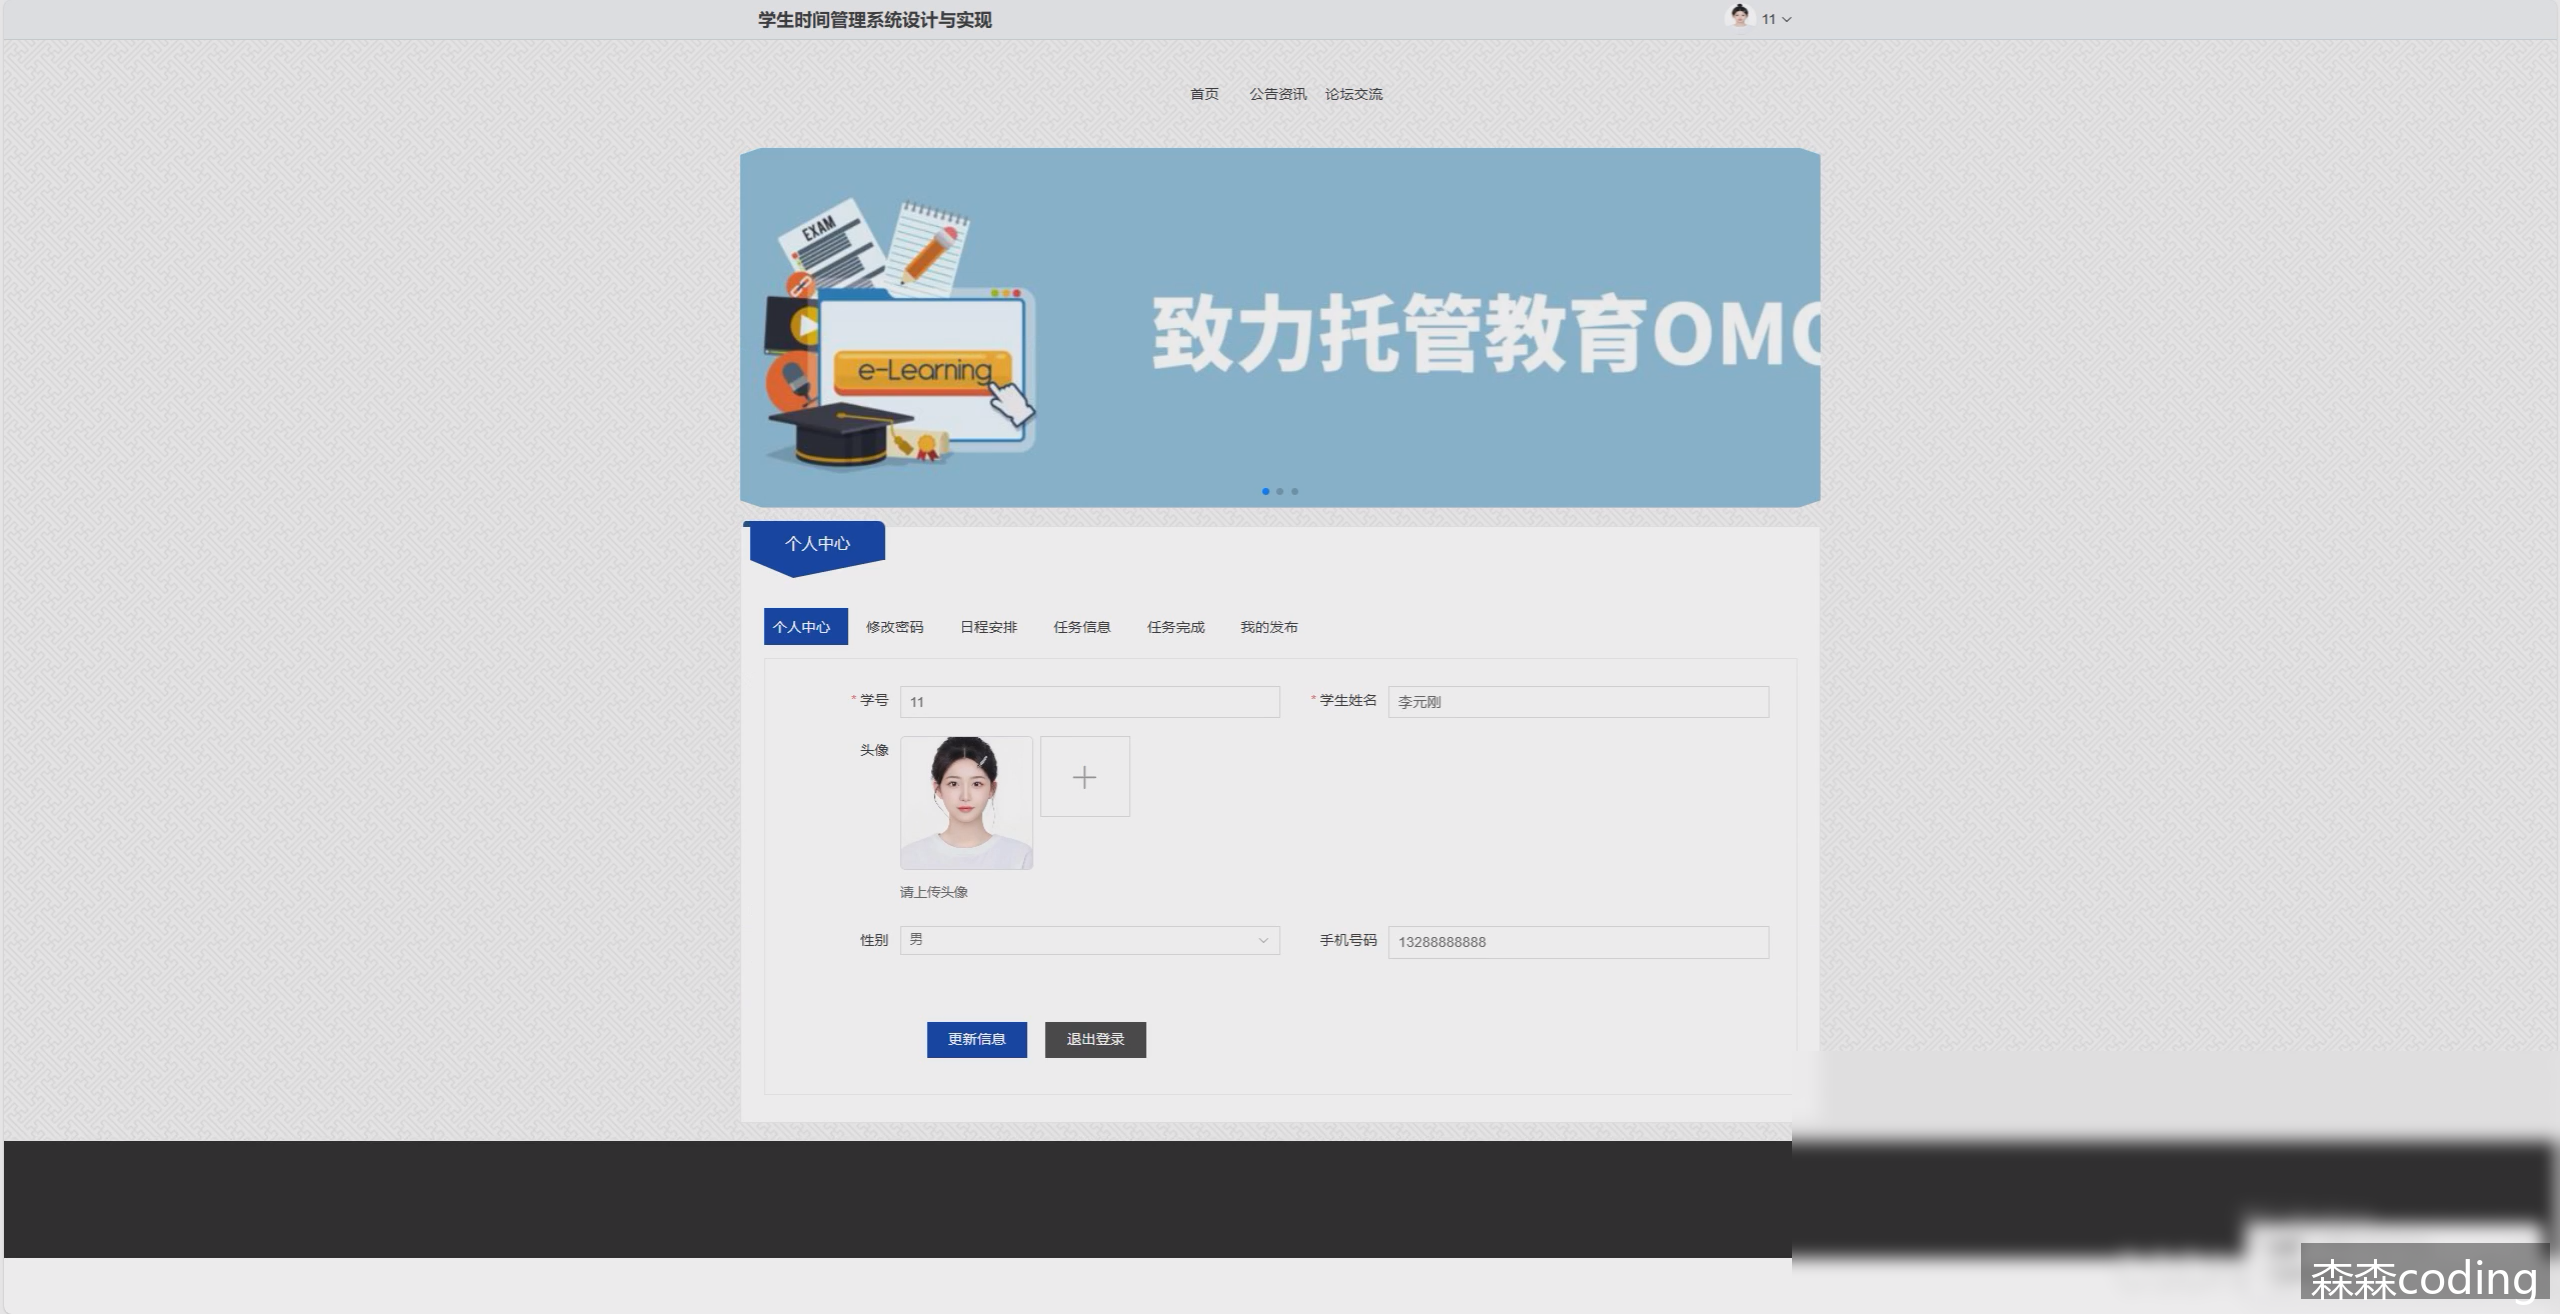 学生时间管理系统设计与实现
11
首页 公告资讯 论坛交流
EXAM
e-Learning
致力托管教育OMO
个人中心
个人中心 修改密码 日程安排 任务信息 任务完成 我的发布
* 学号 11 * 学生姓名 李元刚
头像
请上传头像
性别 男 手机号码 13288888888
更新信息 退出登录
森森coding